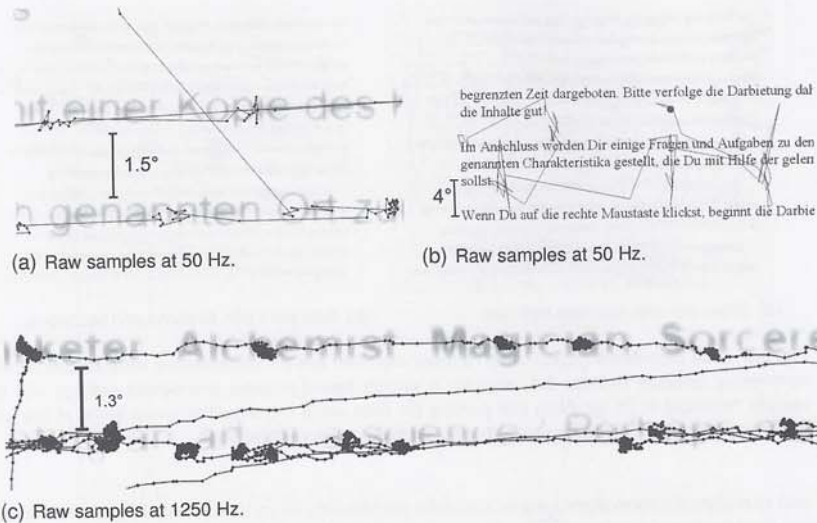 einer Kopie des
1.5°
genannten Ort
(a) Raw samples at 50 Hz.
begrenzten Zeit dargeboten. Bitte verfolge die Darbietung dal
die Inhalte gut!
Im Anschluss werden Dir einige Fragen und Aufgaben zu den
genannten Charakteristika gestellt, die Du mit Hilfe der gelen
sollst.
4°
Wenn Du auf die rechte Maustaste klickst, beginnt die Darbie
(b) Raw samples at 50 Hz.
keter Alchemist Magician Sorcere
1.3°
science? Perhaps
(c) Raw samples at 1250 Hz.